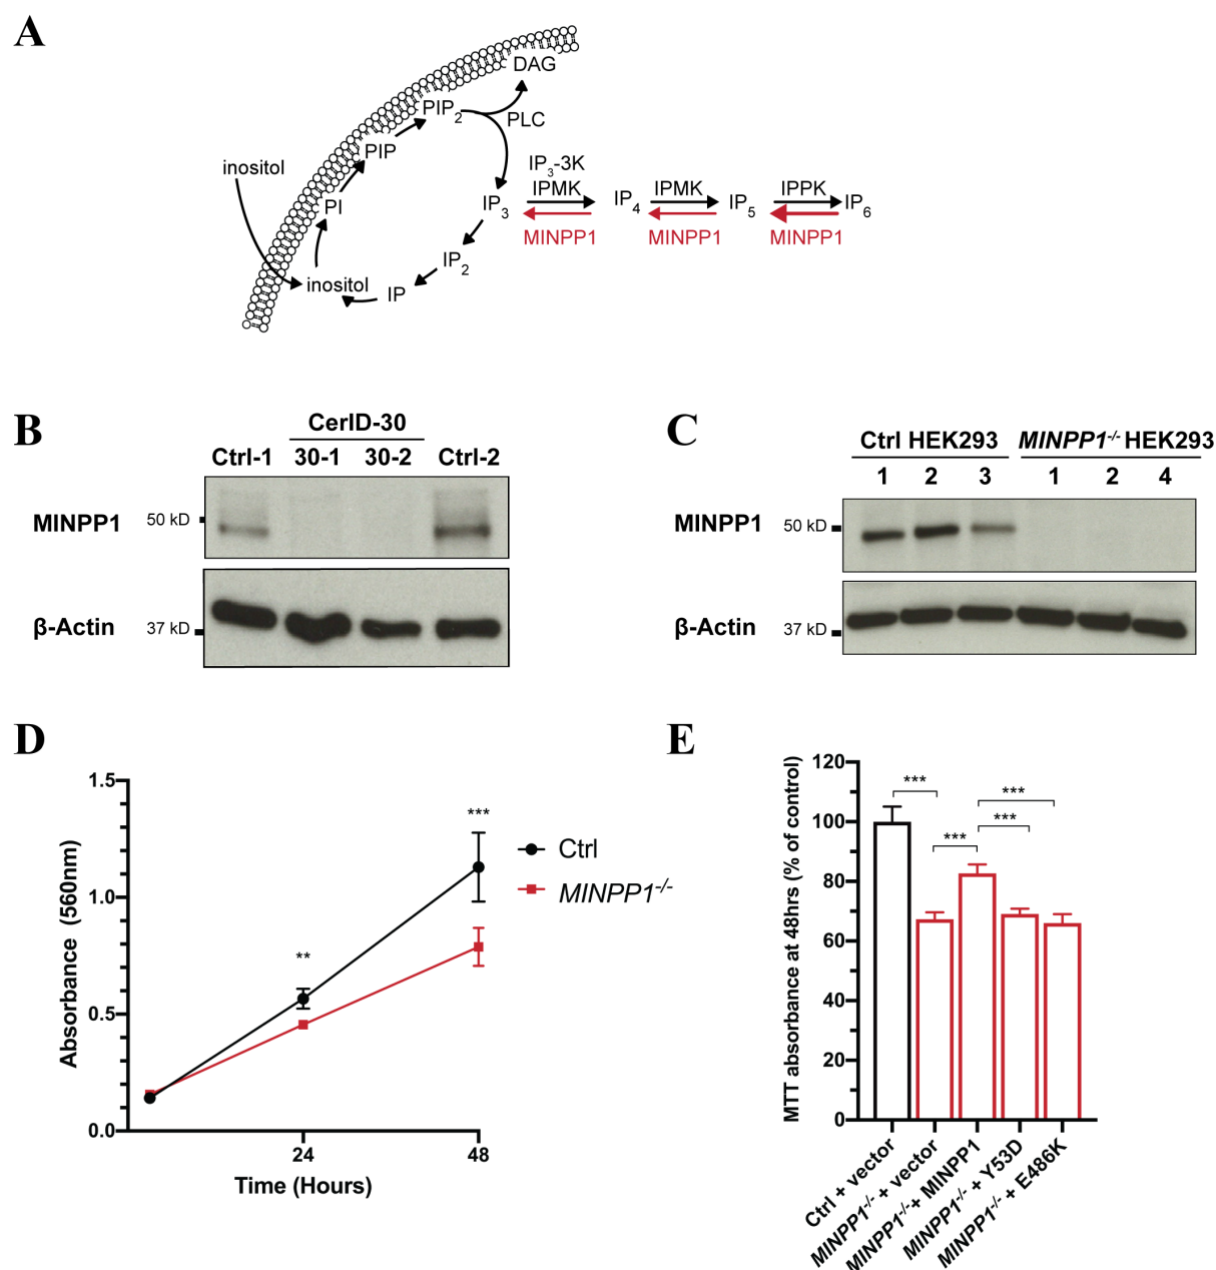 A
DAG
PIP2
PLC
PIP
inositol
IP3-3K
IPMK
IPMK
IPPK
PI
IP3
IP4
IP5
IP6
MINPP1
MINPP1
MINPP1
IP2
inositol
IP
B
CerID-30
Ctrl-1 30-1 30-2 Ctrl-2
MINPP1
50 kD
β-Actin
37 kD
C
Ctrl HEK293 MINPP1-/- HEK293
1 2 3 1 2 4
MINPP1
50 kD
β-Actin
37 kD
D
1.5
1.0
0.5
0.0
Absorbance (560nm)
**
***
24
48
Time (Hours)
Ctrl
MINPP1-/-
E
MTT absorbance at 48hrs (% of control)
120
100
80
60
40
20
0
***
***
***
***
Ctrl + vector
MINPP1-/- + vector
MINPP1-/-+ MINPP1
MINPP1-/- + Y53D
MINPP1-/- + E486K